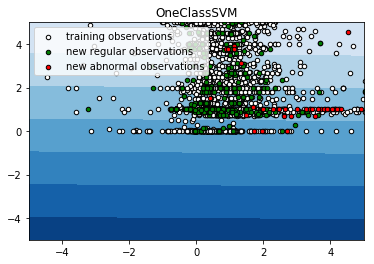 OneClassSVM
training observations
new regular observations
new abnormal observations
4
2
0
−2
−4
−4
−2
0
2
4